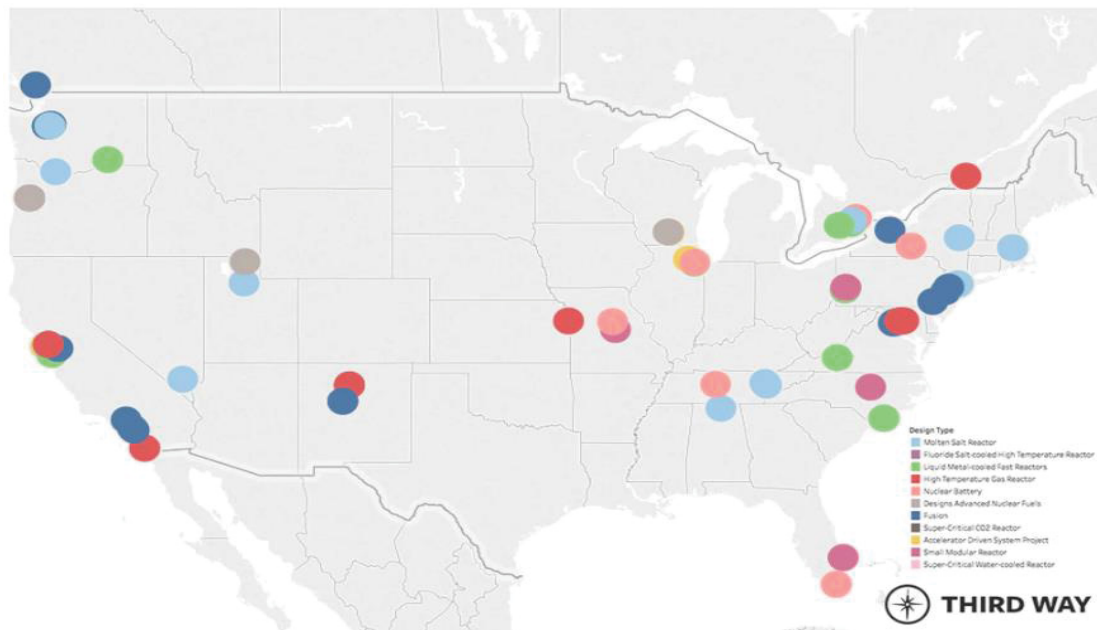 Design Type
Molten Salt Reactor
Fluoride Salt-cooled High Temperature Reactor
Liquid Metal-cooled Fast Reactors
High Temperature Gas Reactor
Nuclear Battery
Designs Advanced Nuclear Fuels
Fusion
Super-Critical CO2 Reactor
Accelerator Driven System Project
Small Modular Reactor
Super-Critical Water-cooled Reactor
THIRD WAY